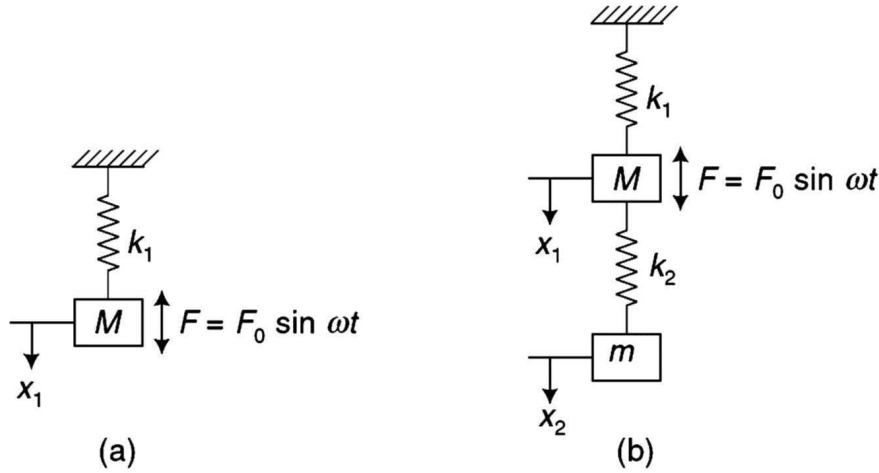 k₁
M F = F₀ sin ωt
x₁
(a)
k₁
M F = F₀ sin ωt
x₁
k₂
m
x₂
(b)